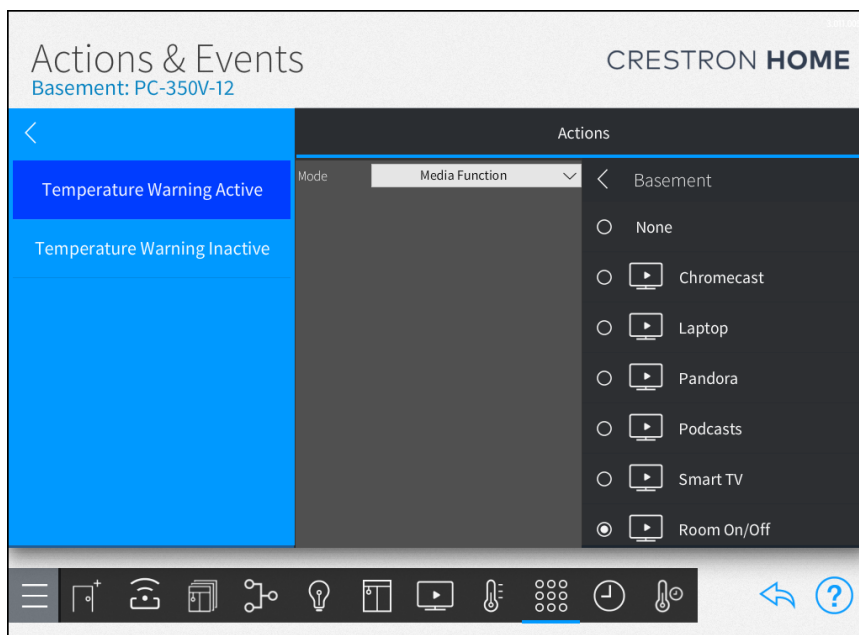 Actions & Events
CRESTRON HOME
Basement: PC-350V-12
Actions
Temperature Warning Active
Temperature Warning Inactive
Mode
Media Function
Basement
None
Chromecast
Laptop
Pandora
Podcasts
Smart TV
Room On/Off
?